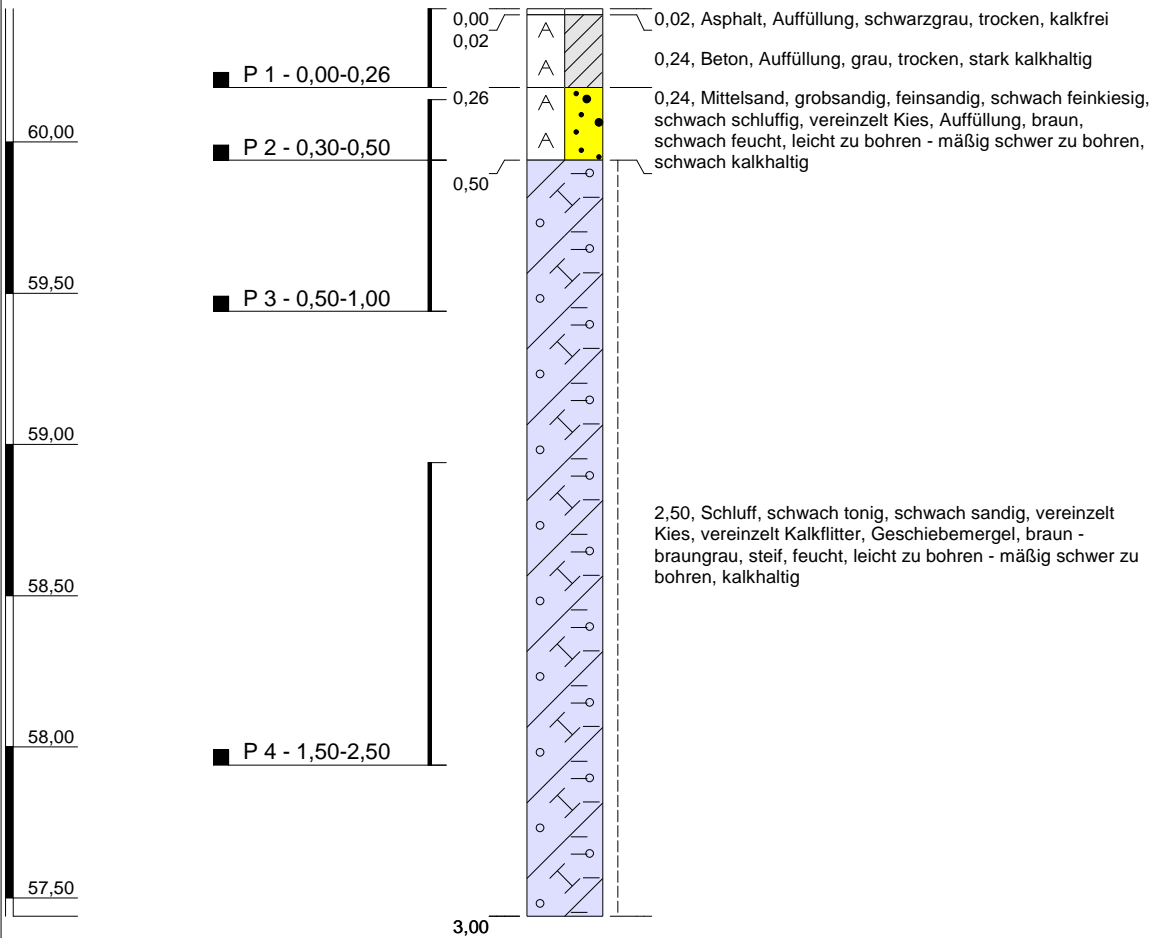 0,00
0,02, Asphalt, Auffüllung, schwarzgrau, trocken, kalkfrei
0,02
0,24, Beton, Auffüllung, grau, trocken, stark kalkhaltig
P 1 - 0,00-0,26
0,26
0,24, Mittelsand, grobsandig, feinsandig, schwach feinkiesig,
schwach schluffig, vereinzelt Kies, Auffüllung, braun,
schwach feucht, leicht zu bohren - mäßig schwer zu bohren,
schwach kalkhaltig
A
A
A
A
60,00
P 2 - 0,30-0,50
0,50
59,50
P 3 - 0,50-1,00
59,00
2,50, Schluff, schwach tonig, schwach sandig, vereinzelt
Kies, vereinzelt Kalkflitter, Geschiebemergel, braun -
braungrau, steif, feucht, leicht zu bohren - mäßig schwer zu
bohren, kalkhaltig
58,50
58,00
P 4 - 1,50-2,50
57,50
3,00